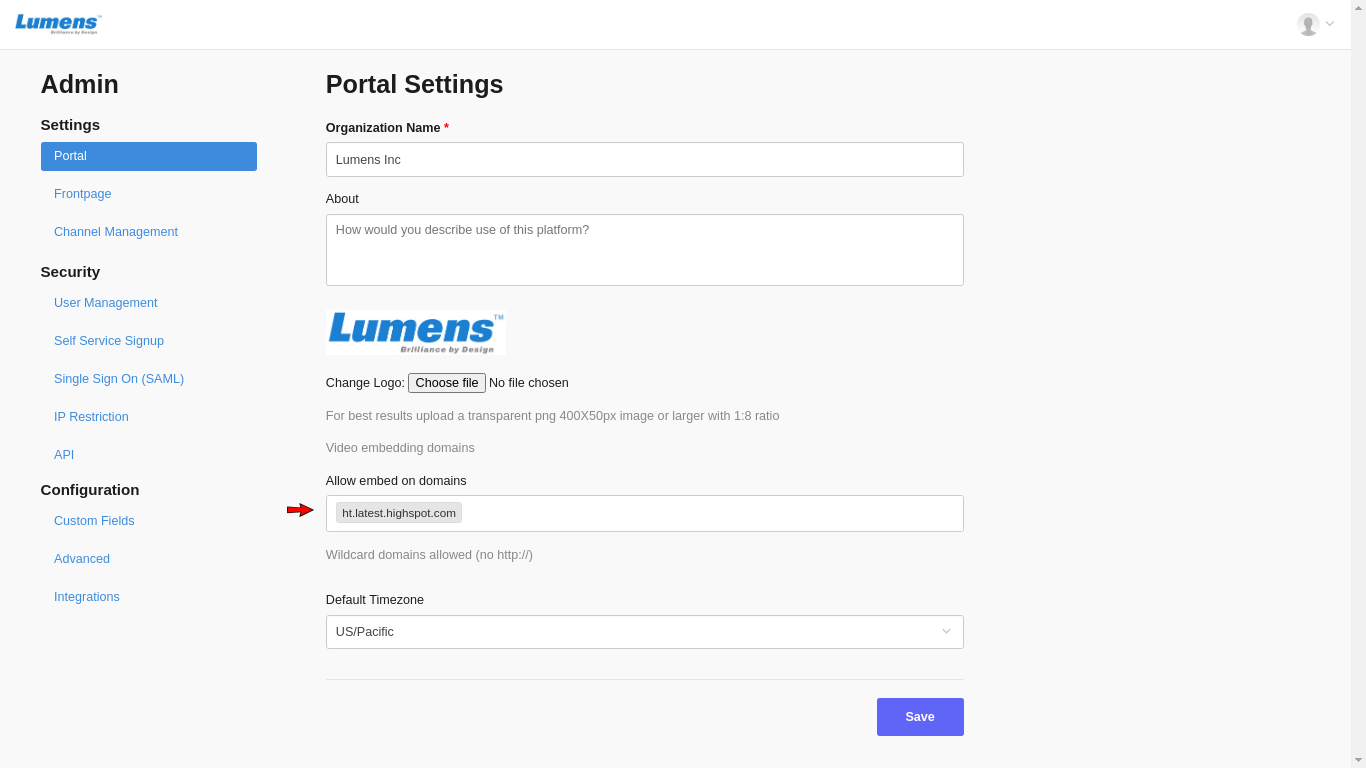 Lumens™
Brilliance by Design
Admin
Settings
Portal
Frontpage
Channel Management
Security
User Management
Self Service Signup
Single Sign On (SAML)
IP Restriction
API
Configuration
Custom Fields
Advanced
Integrations
Portal Settings
Organization Name *
Lumens Inc
About
How would you describe use of this platform?
Lumens™
Brilliance by Design
Change Logo: Choose file No file chosen
For best results upload a transparent png 400X50px image or larger with 1:8 ratio
Video embedding domains
Allow embed on domains
ht.latest.highspot.com
Wildcard domains allowed (no http://)
Default Timezone
US/Pacific
Save